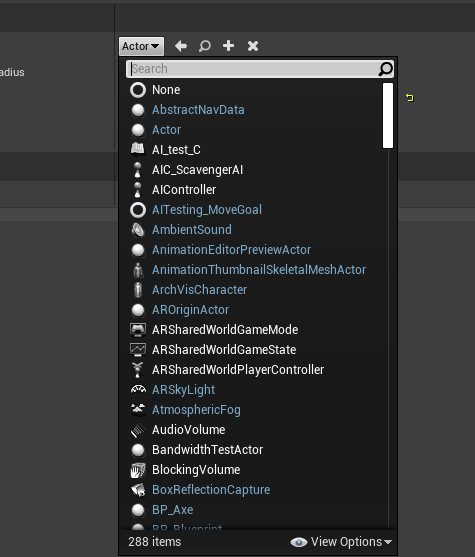 Actor
adius
Search
None
AbstractNavData
Actor
AI_test_C
AIC_ScavengerAI
AIController
AITesting_MoveGoal
AmbientSound
AnimationEditorPreviewActor
AnimationThumbnailSkeletalMeshActor
ArchVisCharacter
AROriginActor
ARSharedWorldGameMode
ARSharedWorldGameState
ARSharedWorldPlayerController
ARSkyLight
AtmosphericFog
AudioVolume
BandwidthTestActor
BlockingVolume
BoxReflectionCapture
BP_Axe
BP_Blueprint
288 items
View Options